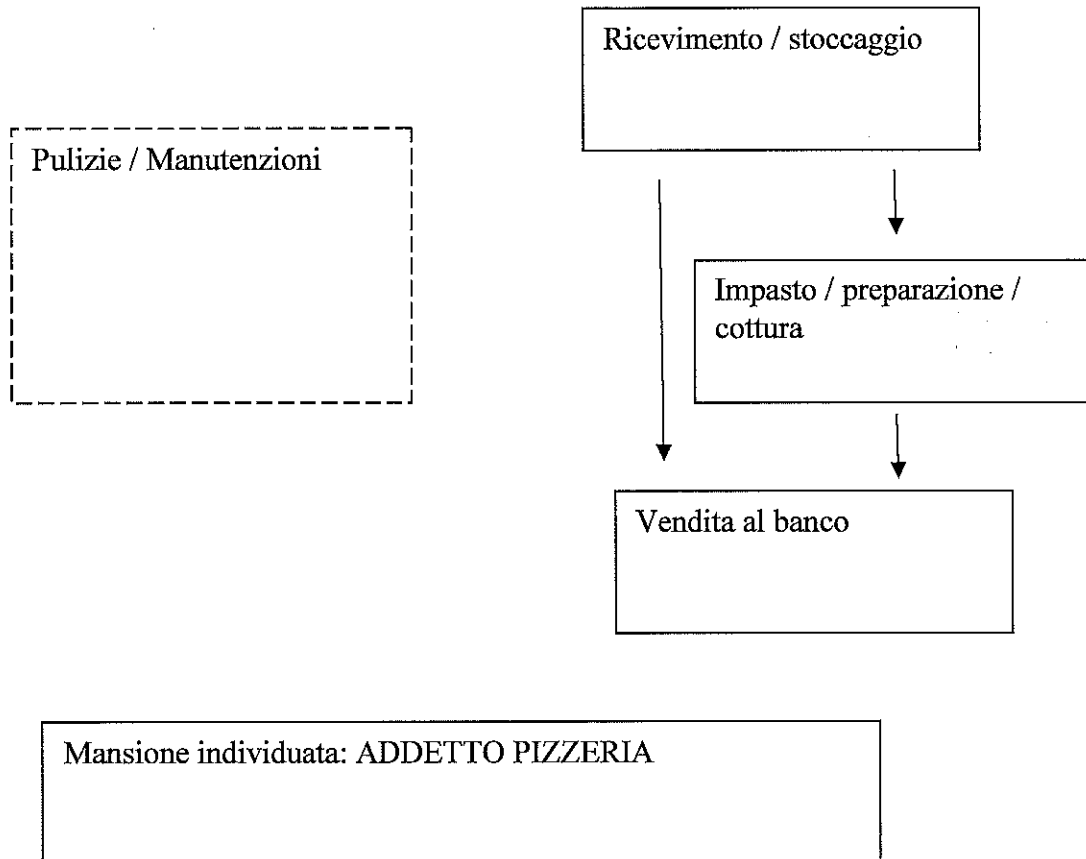 Ricevimento / stoccaggio
Pulizie / Manutenzioni
Impasto / preparazione /
cottura
Vendita al banco
Mansione individuata: ADDETTO PIZZERIA